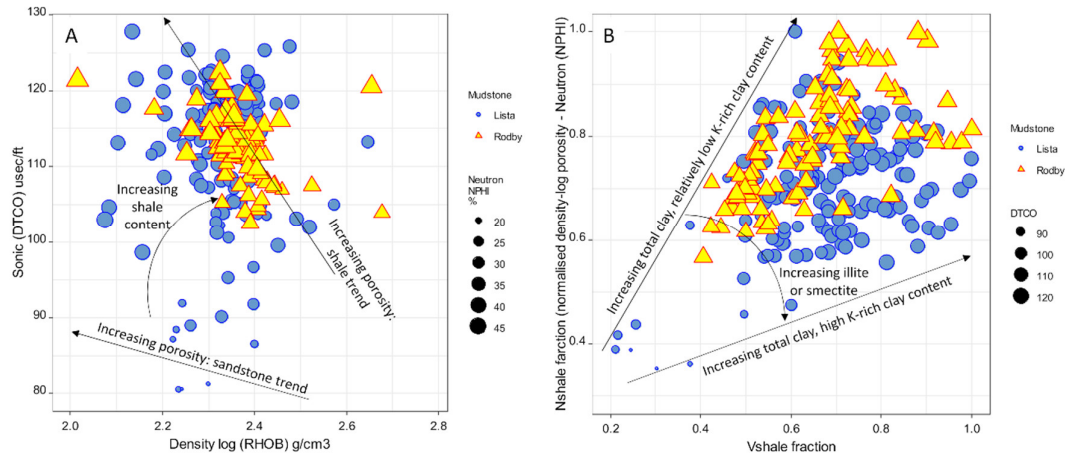 A
Sonic (DTCO) usec/ft
130
120
110
100
90
80
2.0
2.2
2.4
2.6
2.8
Density log (RHOB) g/cm3
Increasing
shale
content
Increasing porosity:
shale trend
Increasing porosity: sandstone trend
Mudstone
Lista
Rodby
Neutron
NPHI
%
20
25
30
35
40
45
B
Nshale farction (normalised density-log porosity - Neutron (NPHI)
1.0
0.8
0.6
0.4
0.2
0.4
0.6
0.8
1.0
Vshale fraction
Increasing total clay, relatively low K-rich clay content
Increasing illite
or smectite
Increasing total clay, high K-rich clay content
Mudstone
Lista
Rodby
DTCO
90
100
110
120